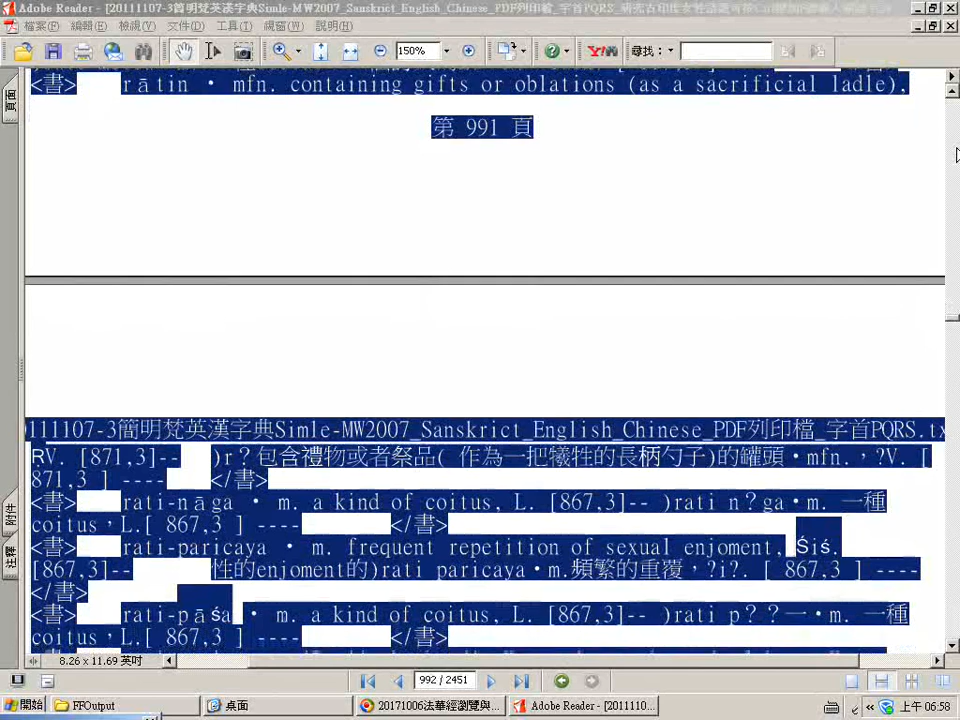 Adobe Reader - [20111107-3簡明梵英漢字典Simle-MW2007_Sanskrit_English_Chinese_PDF列印檔_字首PQRS
檔案(F) 編輯(E) 檢視(V) 文件(D) 工具(T) 視窗(W) 說明(H)
150% 尋找：
頁面
<書> rātin ‧ mfn. containing gifts or oblations (as a sacrificial ladle),
第 991 頁
111107-3簡明梵英漢字典Simle-MW2007_Sanskrict_English_Chinese_PDF列印檔_字首PQRS.tx
RV. [871,3]-- )r？包含禮物或者祭品( 作為一把犧牲的長柄勺子)的罐頭‧mfn.，?V. [
871,3 ] ---- </書>
<書> rati-nāga ‧ m. a kind of coitus, L. [867,3]-- )rati n？ga‧m. 一種
coitus，L.[ 867,3 ] ---- </書>
<書> rati-paricaya ‧ m. frequent repetition of sexual enjoment, Śiś.
[867,3]-- 性的enjoment的)rati paricaya‧m.頻繁的重覆，?i?. [ 867,3 ] ----
</書>
<書> rati-pāśa ‧ m. a kind of coitus, L. [867,3]-- )rati p？？一‧m. 一種
coitus，L.[ 867,3 ] ---- </書>
附件
注釋
8.26 x 11.69 英吋
992 / 2451
開始 FFOutput 桌面 20171006法華經瀏覽與... Adobe Reader - [2011110... 上午 06:58